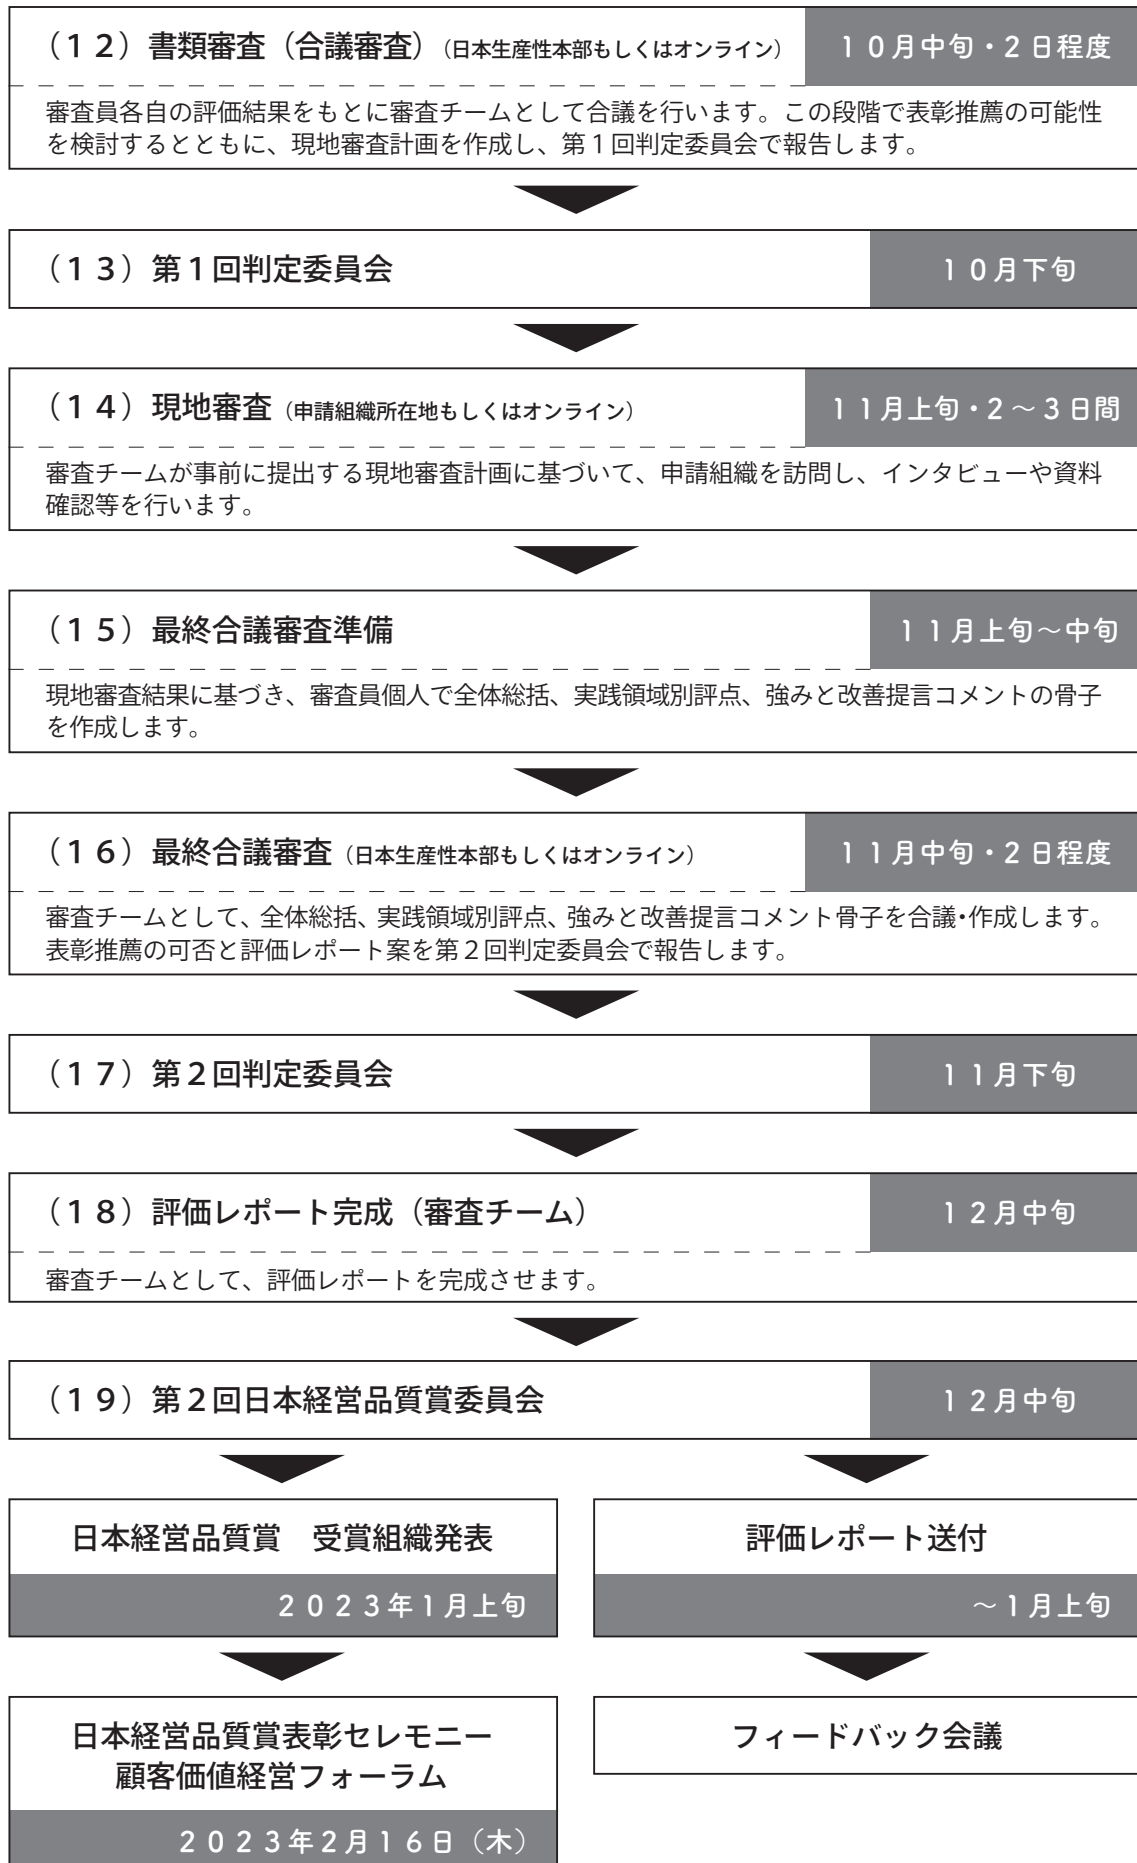 （１２）書類審査（合議審査）（日本生産性本部もしくはオンライン）
１０月中旬・２日程度
審査員各自の評価結果をもとに審査チームとして合議を行います。この段階で表彰推薦の可能性
を検討するとともに、現地審査計画を作成し、第１回判定委員会で報告します。
（１３）第１回判定委員会
１０月下旬
（１４）現地審査（申請組織所在地もしくはオンライン）
１１月上旬・２～３日間
審査チームが事前に提出する現地審査計画に基づいて、申請組織を訪問し、インタビューや資料
確認等を行います。
（１５）最終合議審査準備
１１月上旬～中旬
現地審査結果に基づき、審査員個人で全体総括、実践領域別評点、強みと改善提言コメントの骨子
を作成します。
（１６）最終合議審査（日本生産性本部もしくはオンライン）
１１月中旬・２日程度
審査チームとして、全体総括、実践領域別評点、強みと改善提言コメント骨子を合議・作成します。
表彰推薦の可否と評価レポート案を第２回判定委員会で報告します。
（１７）第２回判定委員会
１１月下旬
（１８）評価レポート完成（審査チーム）
１２月中旬
審査チームとして、評価レポートを完成させます。
（１９）第２回日本経営品質賞委員会
１２月中旬
日本経営品質賞　受賞組織発表
２０２３年１月上旬
評価レポート送付
～１月上旬
日本経営品質賞表彰セレモニー
顧客価値経営フォーラム
２０２３年２月１６日（木）
フィードバック会議